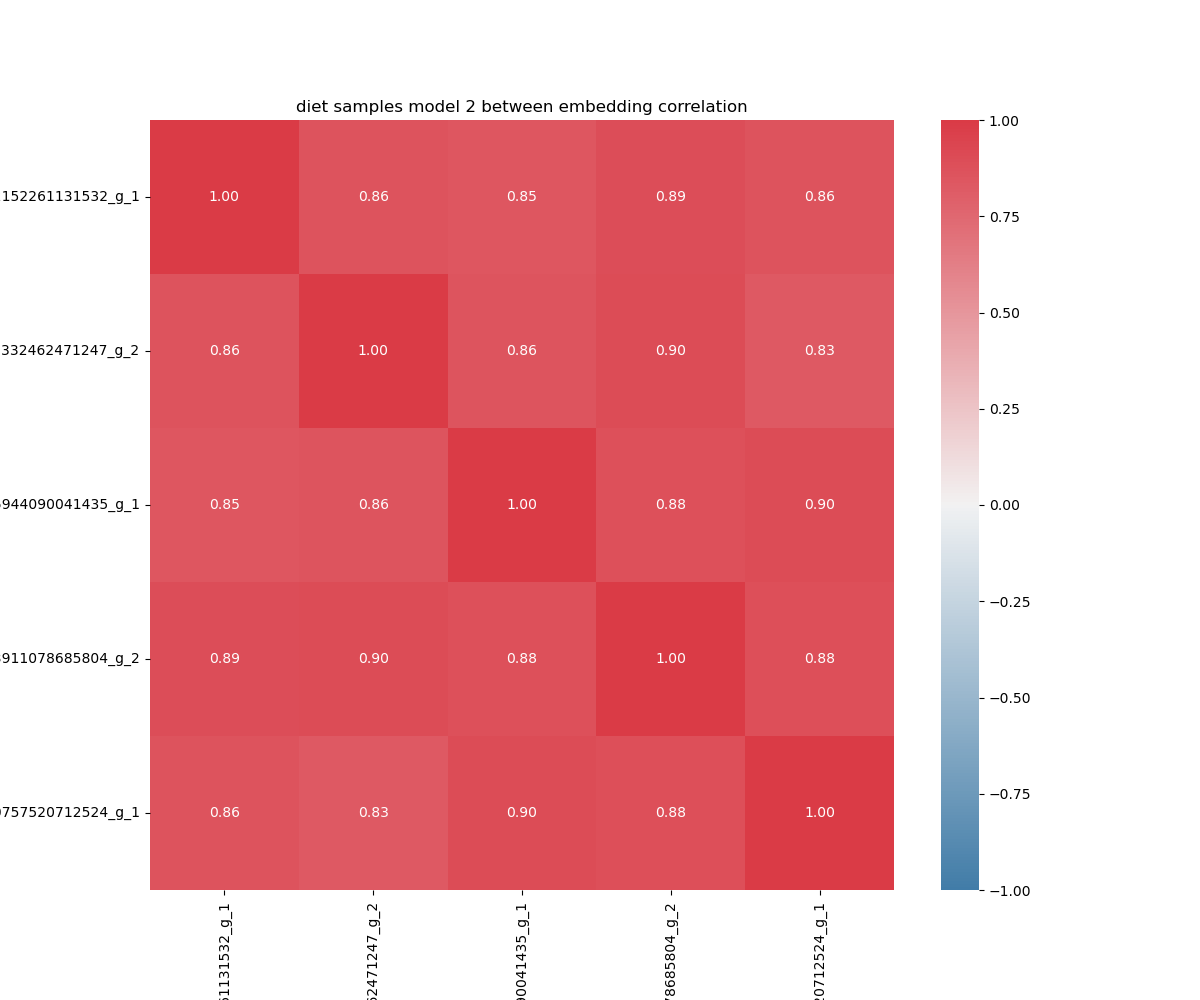 diet samples model 2 between embedding correlation
152261131532_g_1
1.00 0.86 0.85 0.89 0.86
332462471247_g_2
0.86 1.00 0.86 0.90 0.83
944090041435_g_1
0.85 0.86 1.00 0.88 0.90
911078685804_g_2
0.89 0.90 0.88 1.00 0.88
757520712524_g_1
0.86 0.83 0.90 0.88 1.00
1131532_g_1
2471247_g_2
0041435_g_1
8685804_g_2
20712524_g_1
1.00
0.75
0.50
0.25
0.00
−0.25
−0.50
−0.75
−1.00